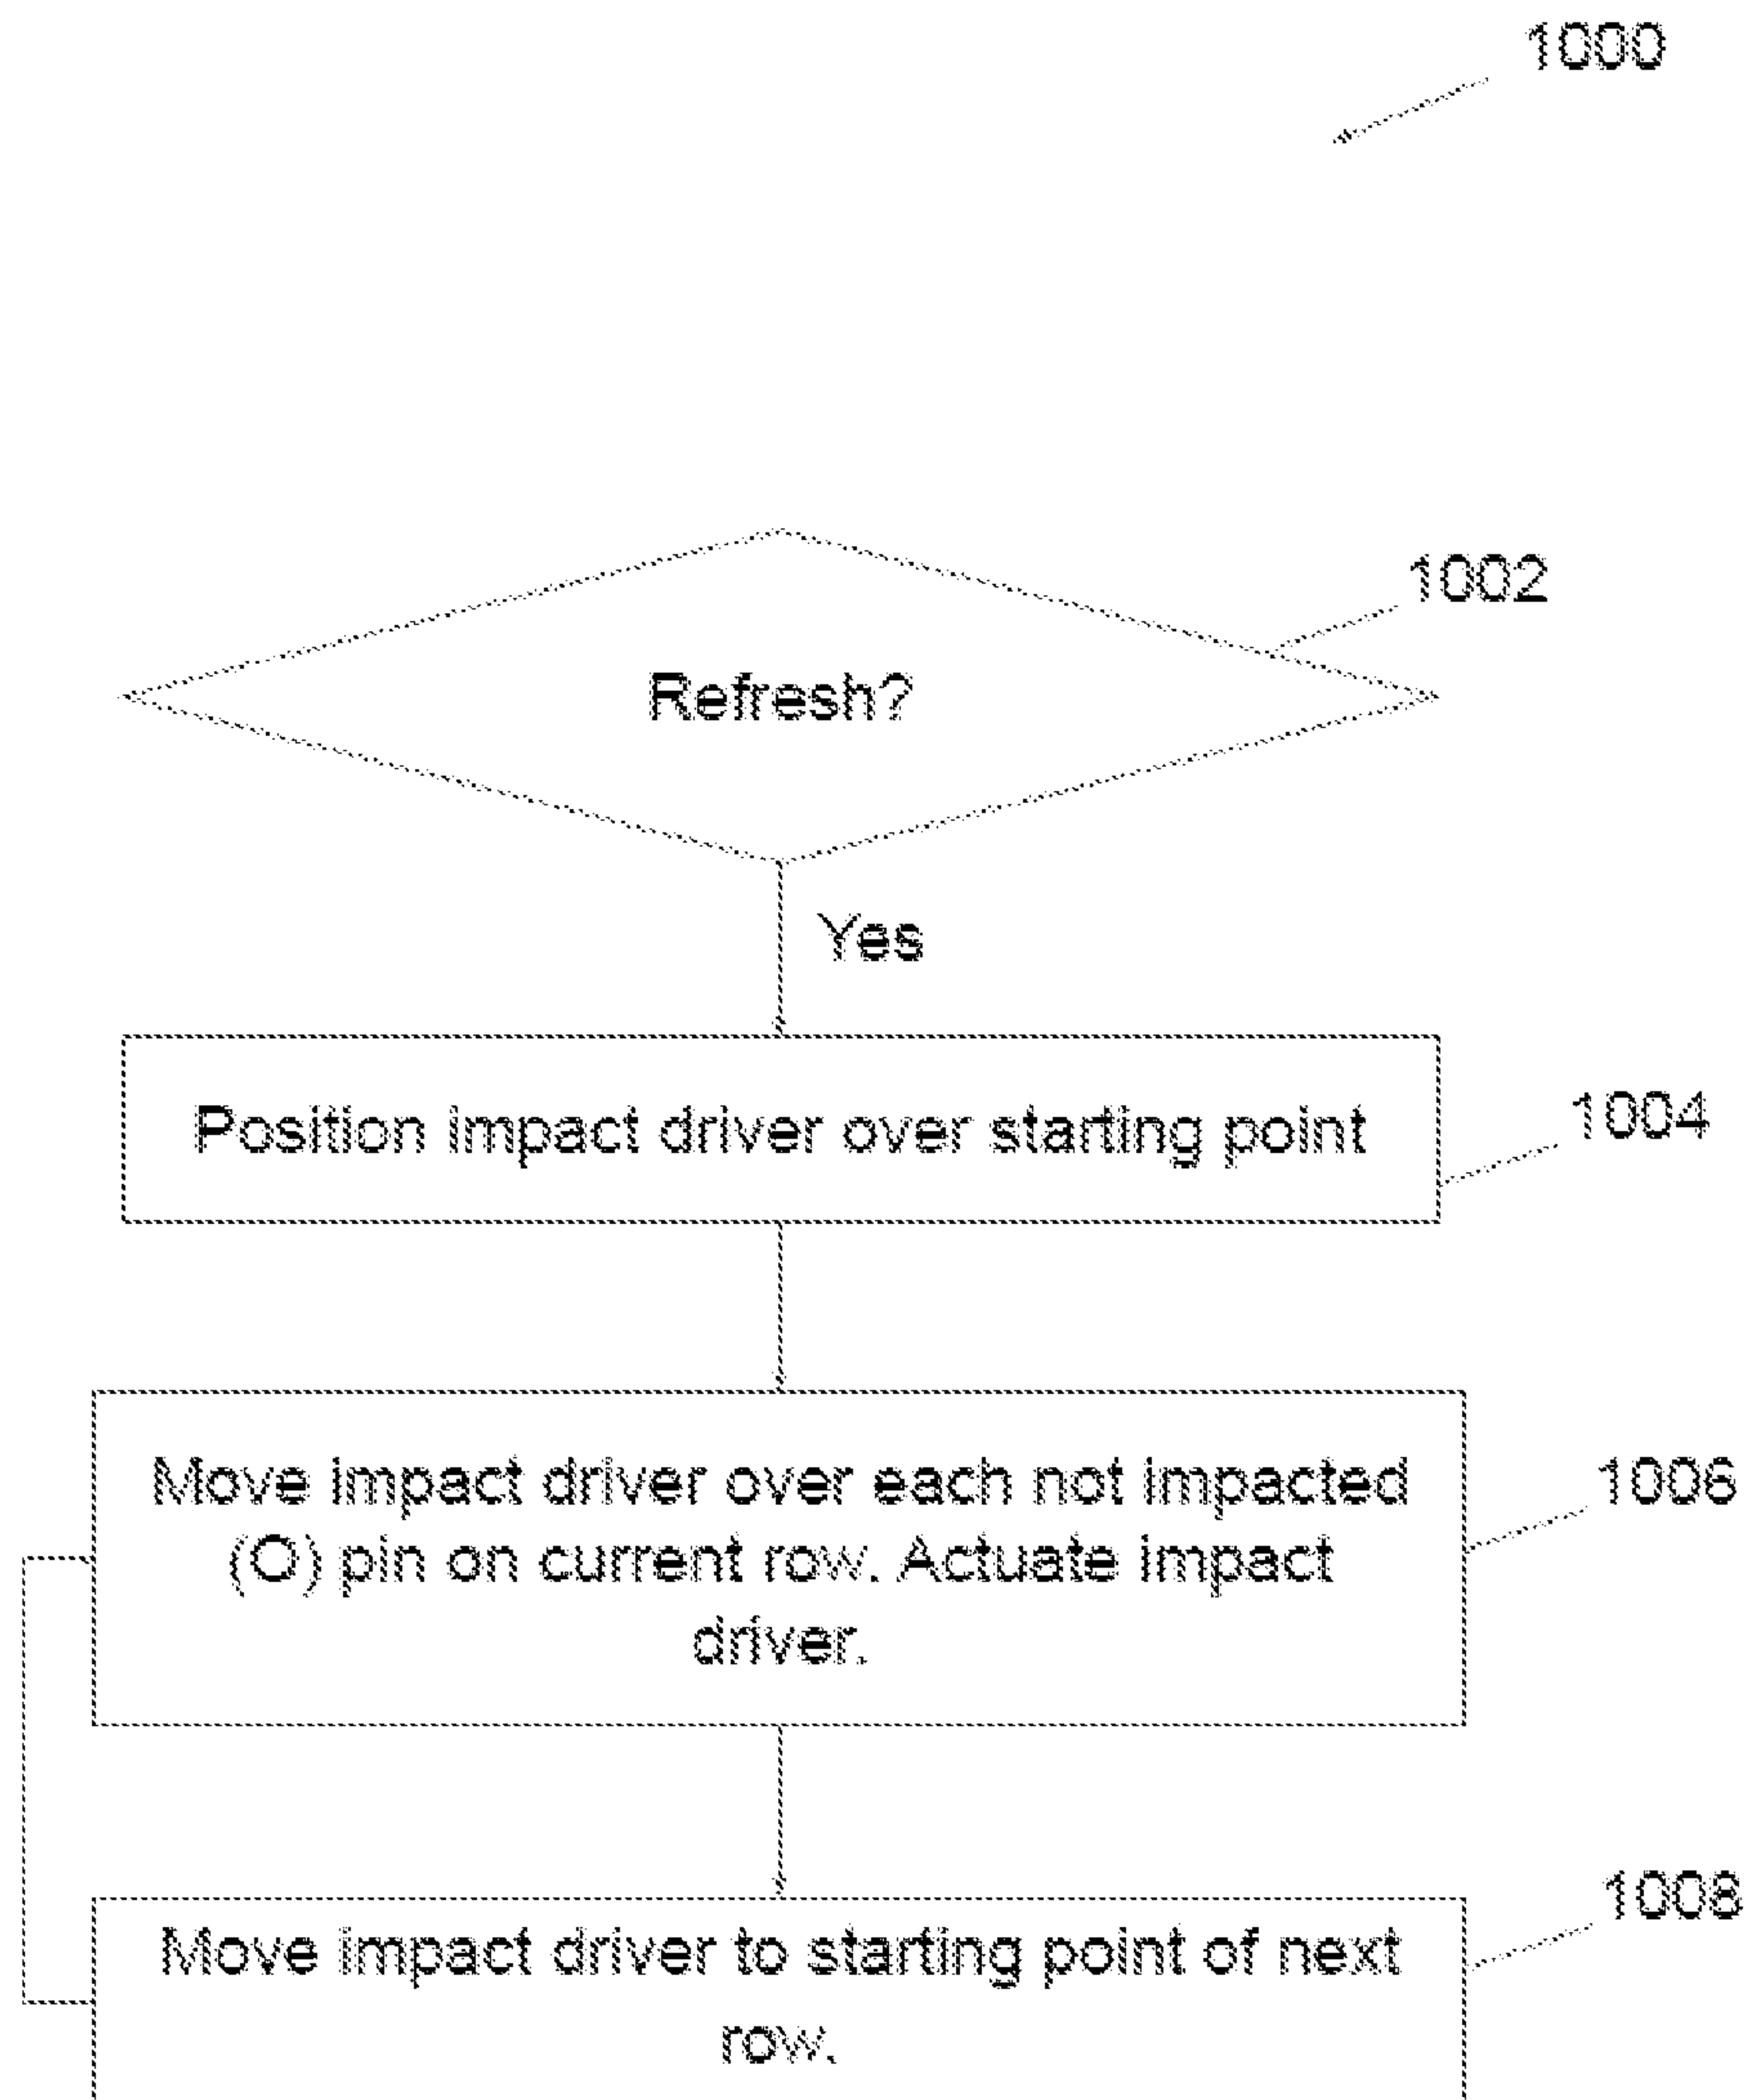 1000
1002
Refresh?
Yes
Position impact driver over starting point
1004
Move impact driver over each not impacted
(O) pin on current row. Actuate impact
driver.
1006
1008
Move impact driver to starting point of next
row.